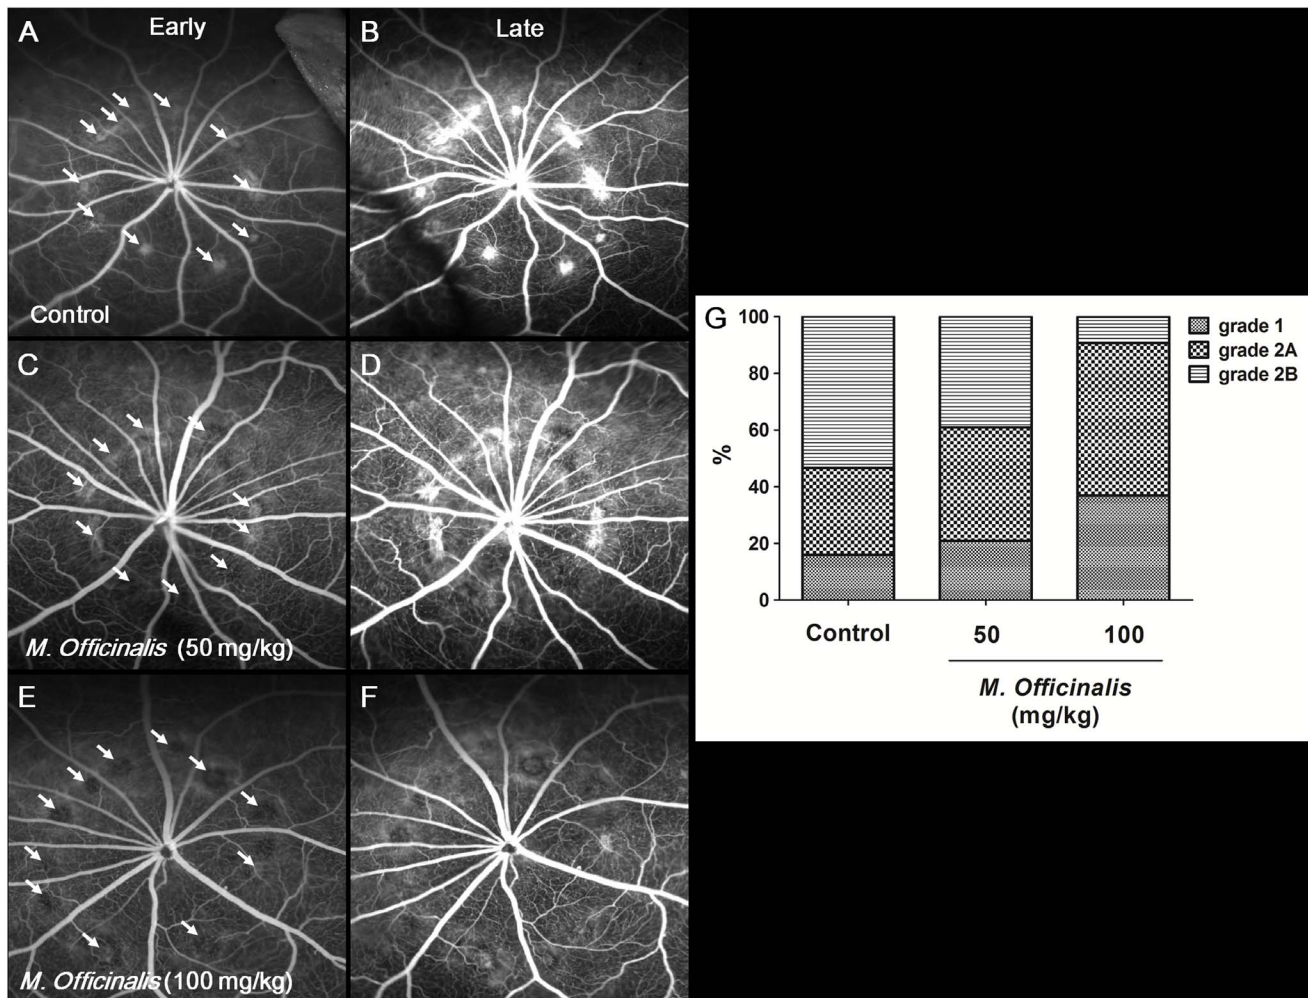 A
Early
B
Late
Control
C
D
M. Officinalis (50 mg/kg)
E
F
M. Officinalis (100 mg/kg)
G
100
80
60
40
20
0
%
grade 1
grade 2A
grade 2B
Control
50
100
M. Officinalis
(mg/kg)